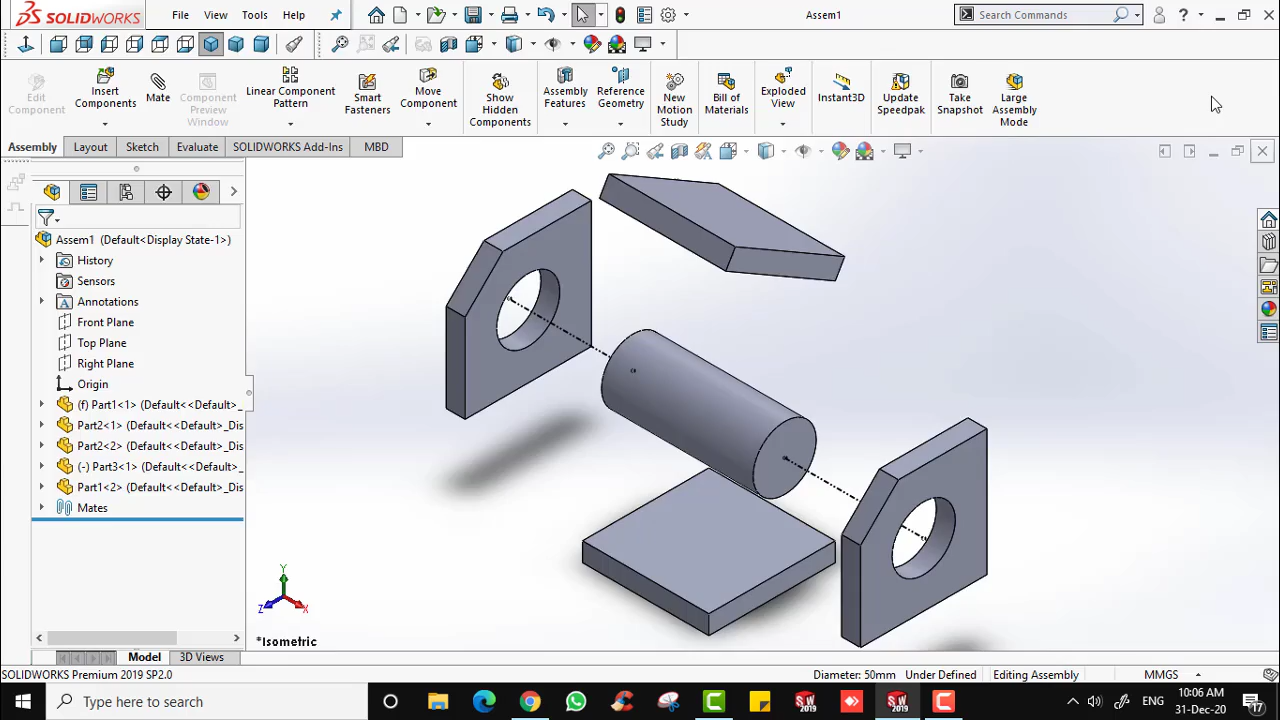 SOLIDWORKS File View Tools Help Assem1 Search Commands ?
Edit Component
Insert Components
Mate
Component Preview Window
Linear Component Pattern
Smart Fasteners
Move Component
Show Hidden Components
Assembly Features
Reference Geometry
New Motion Study
Bill of Materials
Exploded View
Instant3D
Update Speedpak
Take Snapshot
Large Assembly Mode
Assembly Layout Sketch Evaluate SOLIDWORKS Add-Ins MBD
Assem1 (Default<Display State-1>)
History
Sensors
Annotations
Front Plane
Top Plane
Right Plane
Origin
(f) Part1<1> (Default<<Default>_
Part2<1> (Default<<Default>_Dis
Part2<2> (Default<<Default>_Dis
(-) Part3<1> (Default<<Default>_
Part1<2> (Default<<Default>_Dis
Mates
Y
Z X
*Isometric
Model 3D Views
SOLIDWORKS Premium 2019 SP2.0 Diameter: 50mm Under Defined Editing Assembly MMGS
Type here to search ENG 10:06 AM
31-Dec-20 17